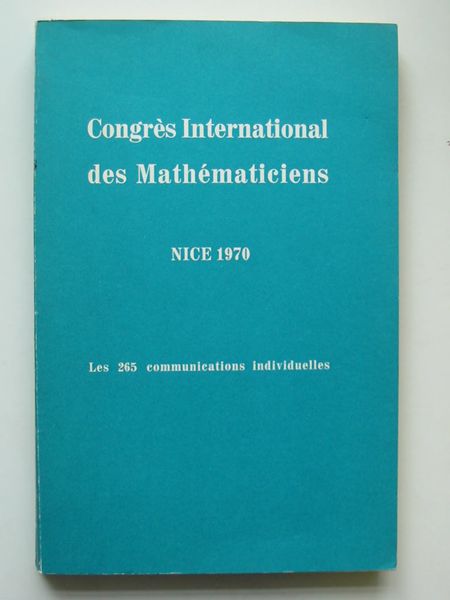 Congrès International
des Mathématiciens
NICE 1970
Les 265 communications individuelles